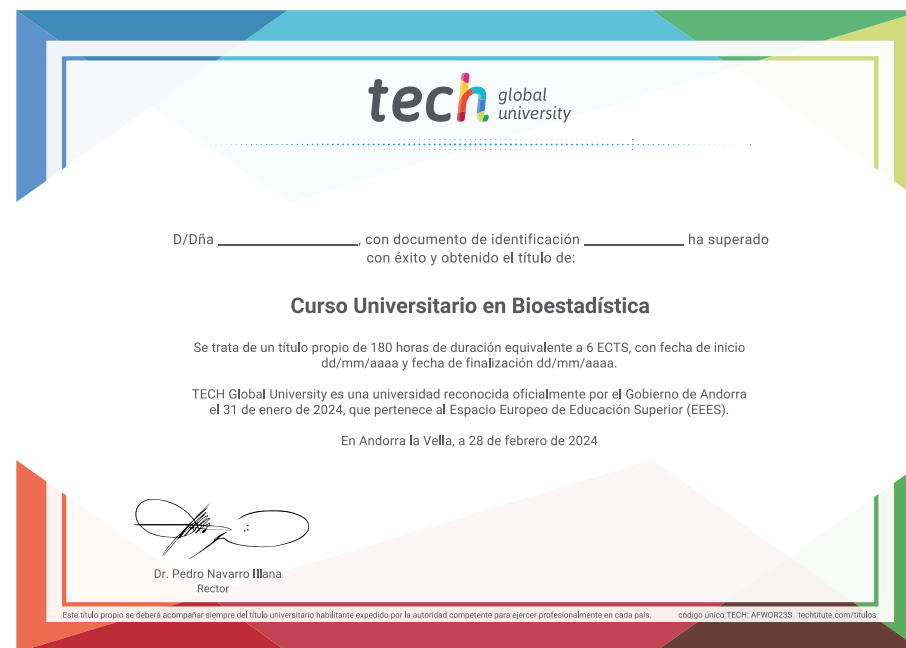 tech global university
D/Dña ______________, con documento de identificación __________ ha superado
con éxito y obtenido el título de:
Curso Universitario en Bioestadística
Se trata de un título propio de 180 horas de duración equivalente a 6 ECTS, con fecha de inicio
dd/mm/aaaa y fecha de finalización dd/mm/aaaa.
TECH Global University es una universidad reconocida oficialmente por el Gobierno de Andorra
el 31 de enero de 2024, que pertenece al Espacio Europeo de Educación Superior (EEES).
En Andorra la Vella, a 28 de febrero de 2024
Dr. Pedro Navarro Illana
Rector
Este título propio se deberá acompañar siempre del título universitario habilitante expedido por la autoridad competente para ejercer profesionalmente en cada país. código único TECH: AFWOR23S techtitute.com/titulos